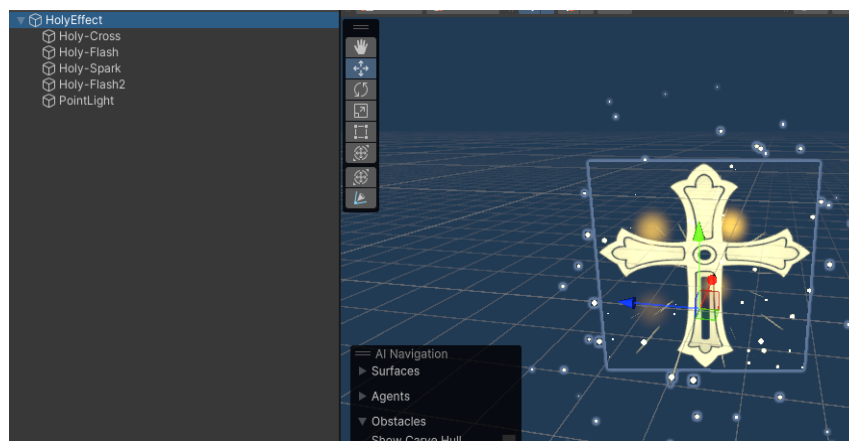 HolyEffect
Holy-Cross
Holy-Flash
Holy-Spark
Holy-Flash2
PointLight
AI Navigation
Surfaces
Agents
Obstacles
Show Carve Hull